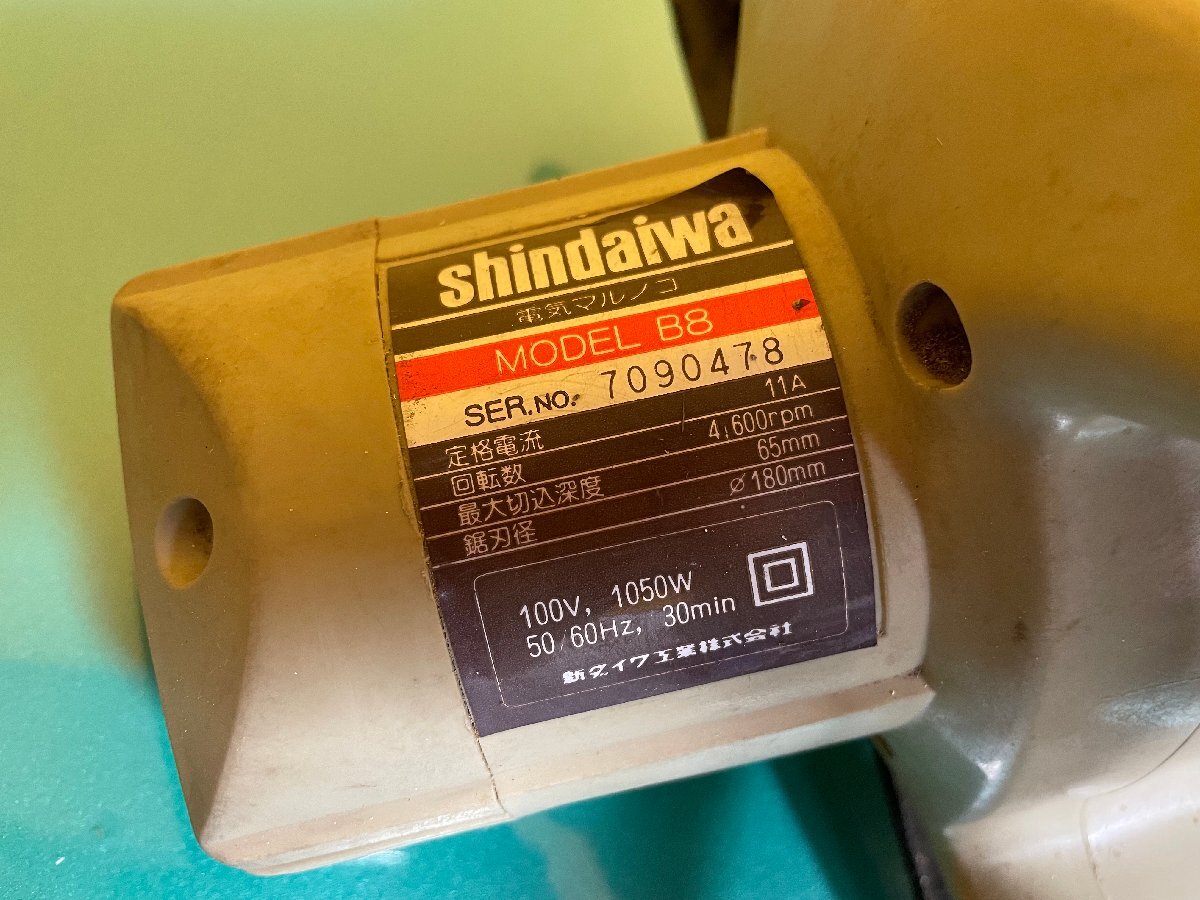 shindaiwa
電気マルノコ
MODEL B8
SER.NO. 7090478
定格電流 11A
回転数 4,600rpm
最大切込深度 65mm
鋸刃径 ø180mm
100V, 1050W
50/60Hz, 30min
新ダイワ工業株式会社